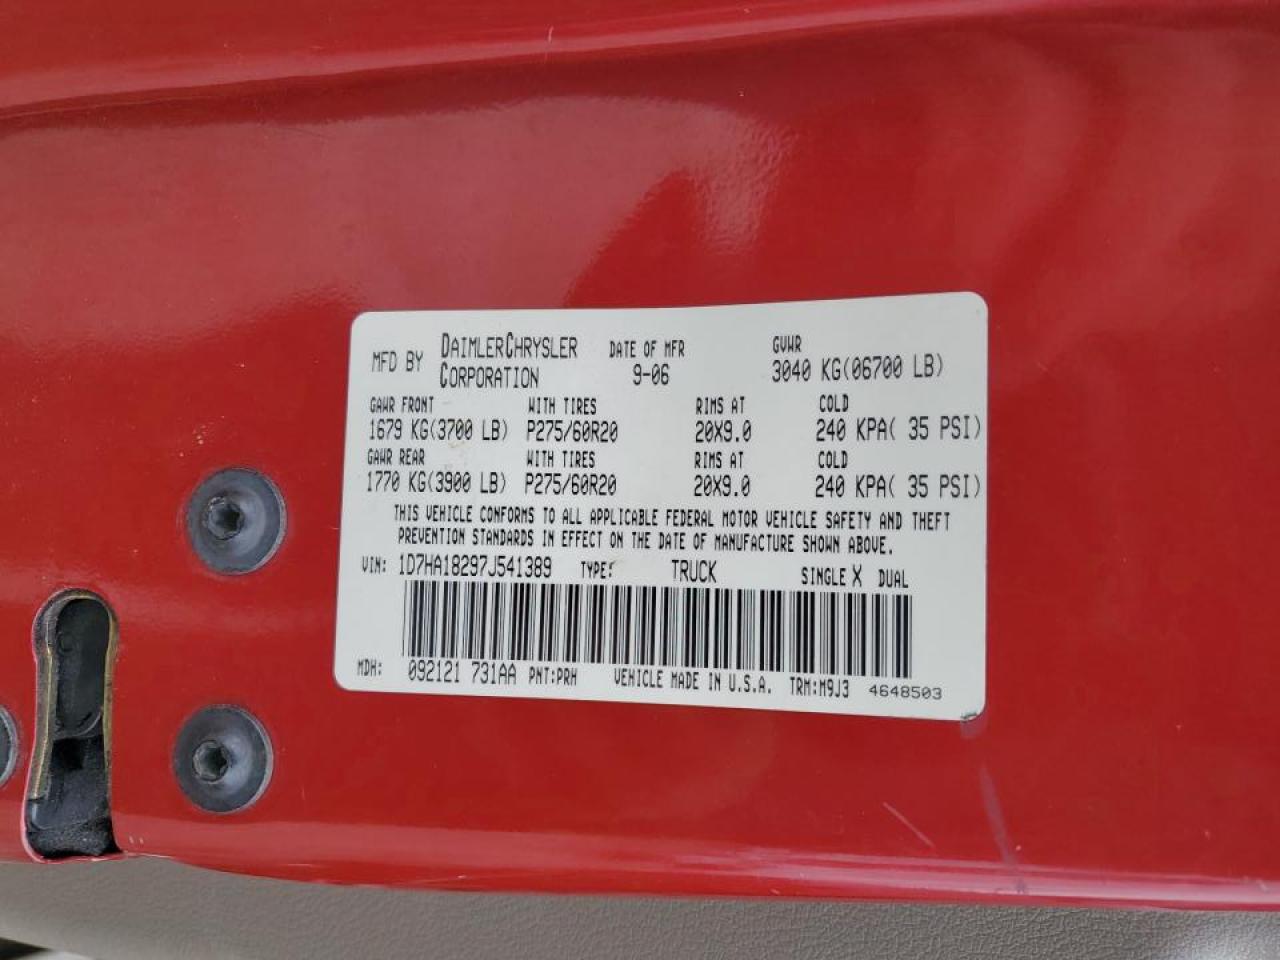 MFD BY DAIMLERCHRYSLER CORPORATION DATE OF MFR 9-06 GVWR 3040 KG(06700 LB)
GAWR FRONT WITH TIRES RIMS AT COLD
1679 KG(3700 LB) P275/60R20 20X9.0 240 KPA( 35 PSI)
GAWR REAR WITH TIRES RIMS AT COLD
1770 KG(3900 LB) P275/60R20 20X9.0 240 KPA( 35 PSI)
THIS VEHICLE CONFORMS TO ALL APPLICABLE FEDERAL MOTOR VEHICLE SAFETY AND THEFT
PREVENTION STANDARDS IN EFFECT ON THE DATE OF MANUFACTURE SHOWN ABOVE.
VIN: 1D7HA18297J541389 TYPE: TRUCK SINGLE X DUAL
MDH: 092121 731AA PNT:PRH VEHICLE MADE IN U.S.A. TRM:M9J3 4648503